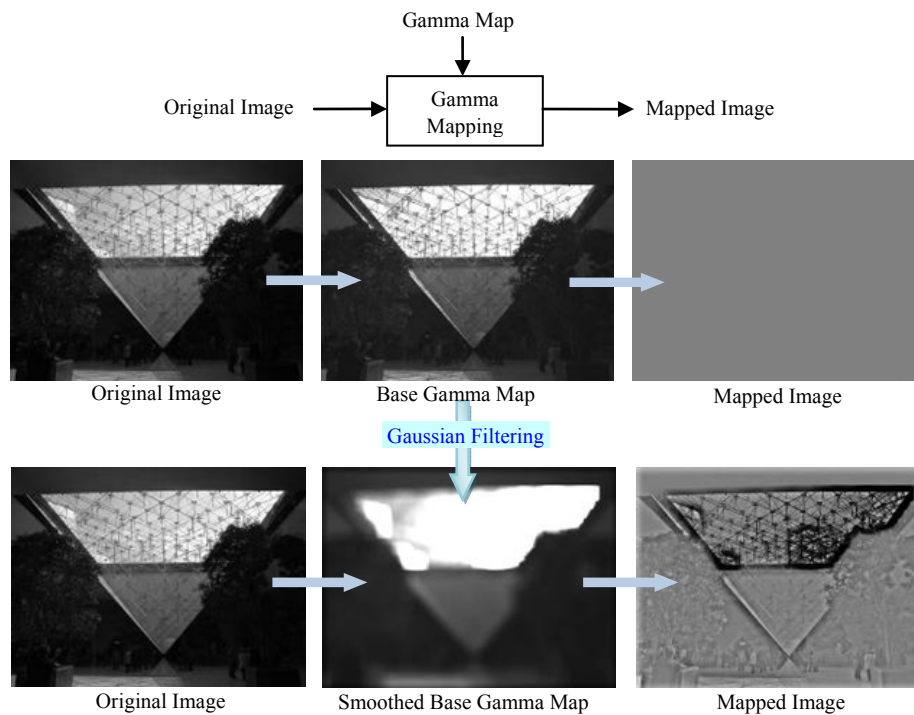 Gamma Map
Original Image
Gamma
Mapping
Mapped Image
Original Image
Base Gamma Map
Mapped Image
Gaussian Filtering
Original Image
Smoothed Base Gamma Map
Mapped Image